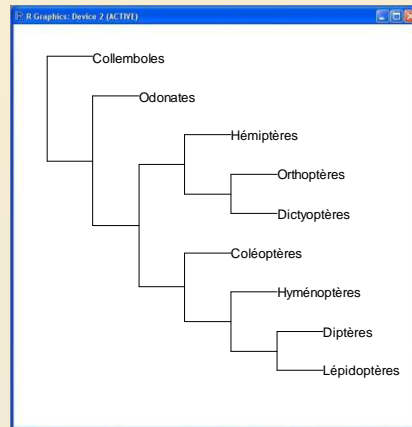 R Graphics: Device 2 (ACTIVE)
Collemboles
Odonates
Hémiptères
Orthoptères
Dictyoptères
Coléoptères
Hyménoptères
Diptères
Lépidoptères